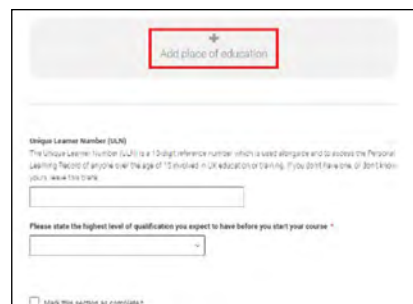 +
Add place of education
Unique Learner Number (ULN)
The Unique Learner Number (ULN) is a 10-digit reference number which is used alongside and to access the Personal
Learning Record of anyone over the age of 13 involved in UK education or training. If you don't have one, or don't know
yours, leave this blank.
Please state the highest level of qualification you expect to have before you start your course *
Mark this section as complete *